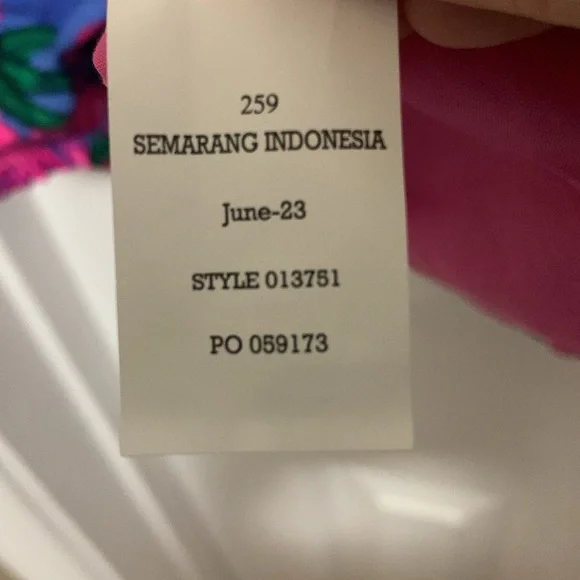 259
SEMARANG INDONESIA
June-23
STYLE 013751
PO 059173